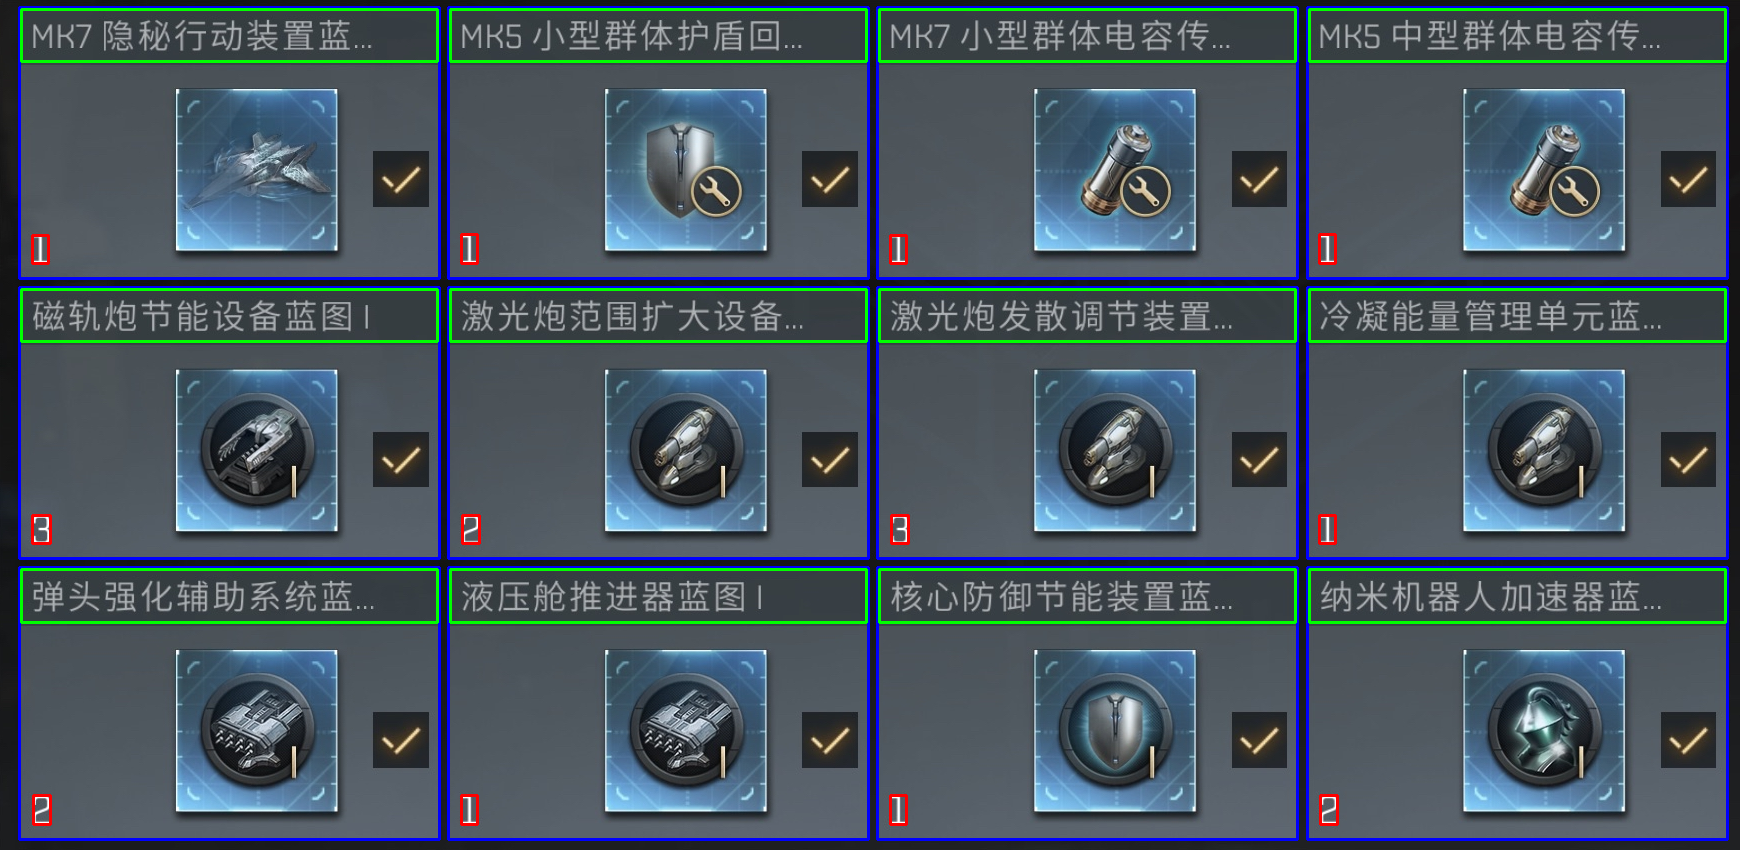 MK7 隐秘行动装置蓝...
MK5 小型群体护盾回...
MK7 小型群体电容传...
MK5 中型群体电容传...
1
1
1
1
磁轨炮节能设备蓝图 I
激光炮范围扩大设备...
激光炮发散调节装置...
冷凝能量管理单元蓝...
3
2
3
1
弹头强化辅助系统蓝...
液压舱推进器蓝图 I
核心防御节能装置蓝...
纳米机器人加速器蓝...
2
1
1
2